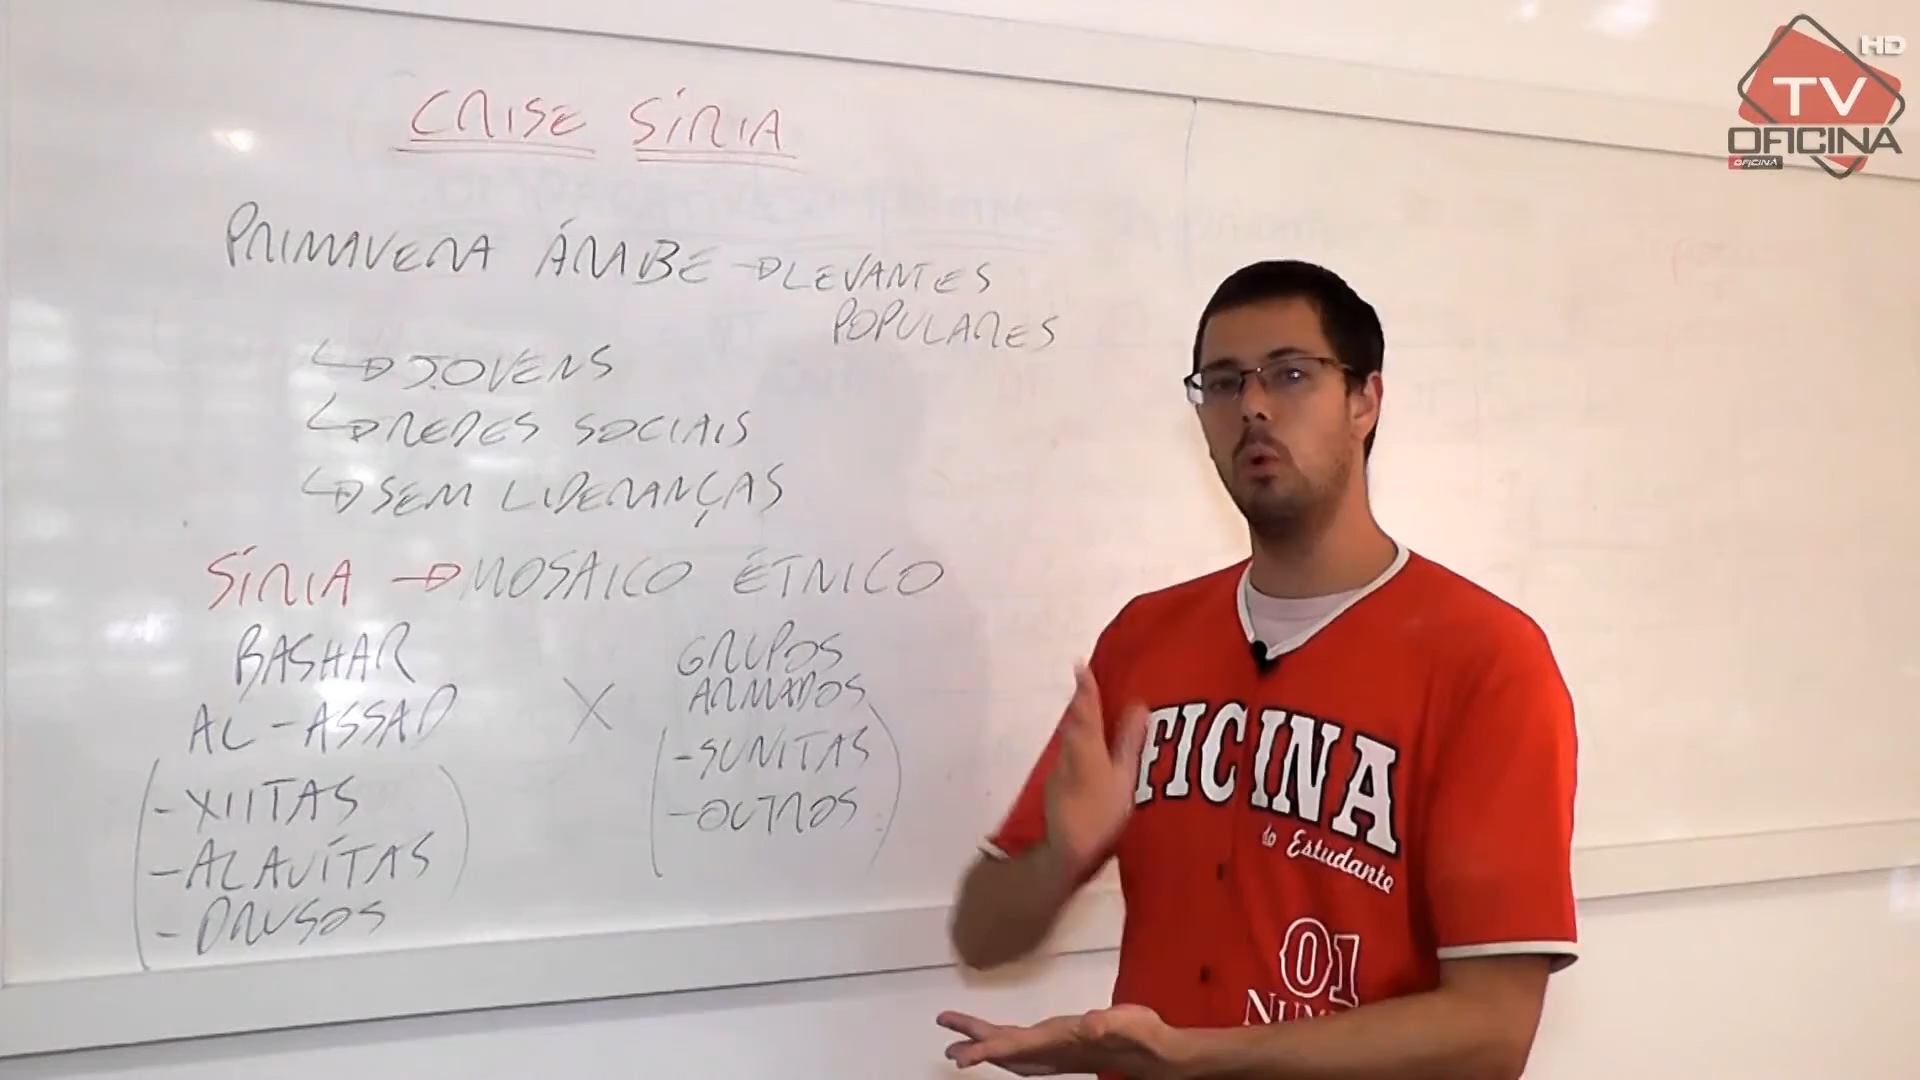 CRISE SÍRIA
PRIMAVERA ÁRABE → LEVANTES
POPULARES
↳ JOVENS
↳ REDES SOCIAIS
↳ SEM LIDERANÇAS
SÍRIA → MOSAICO ÉTNICO
BASHAR
AL-ASSAD
- XIITAS
- ALAUÍTAS
- DRUSOS
X
GRUPOS
ARMADOS
- SUNITAS
- OUTROS
FICINA
do Estudante
01
HD
TV
OFICINA
OFICINA